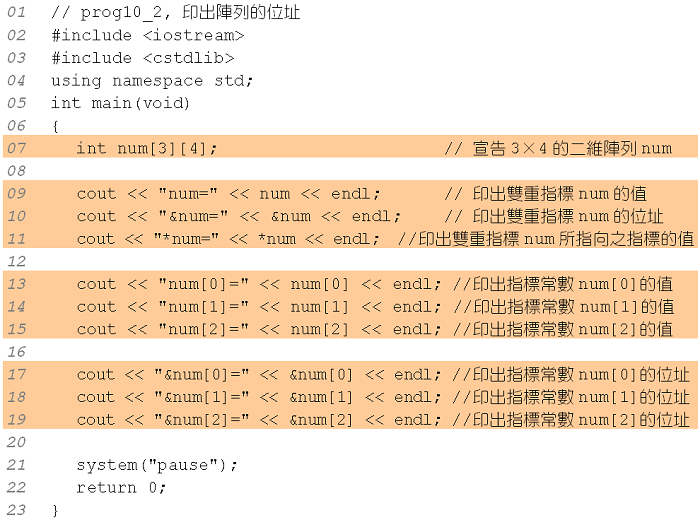 01 // prog10_2, 印出陣列的位址
02 #include <iostream>
03 #include <cstdlib>
04 using namespace std;
05 int main(void)
06 {
07 int num[3][4]; // 宣告 3×4 的二維陣列 num
08
09 cout << "num=" << num << endl; // 印出雙重指標 num 的值
10 cout << "&num=" << &num << endl; // 印出雙重指標 num 的位址
11 cout << "*num=" << *num << endl; //印出雙重指標 num 所指向之指標的值
12
13 cout << "num[0]=" << num[0] << endl; //印出指標常數 num[0]的值
14 cout << "num[1]=" << num[1] << endl; //印出指標常數 num[1]的值
15 cout << "num[2]=" << num[2] << endl; //印出指標常數 num[2]的值
16
17 cout << "&num[0]=" << &num[0] << endl; //印出指標常數 num[0]的位址
18 cout << "&num[1]=" << &num[1] << endl; //印出指標常數 num[1]的位址
19 cout << "&num[2]=" << &num[2] << endl; //印出指標常數 num[2]的位址
20
21 system("pause");
22 return 0;
23 }